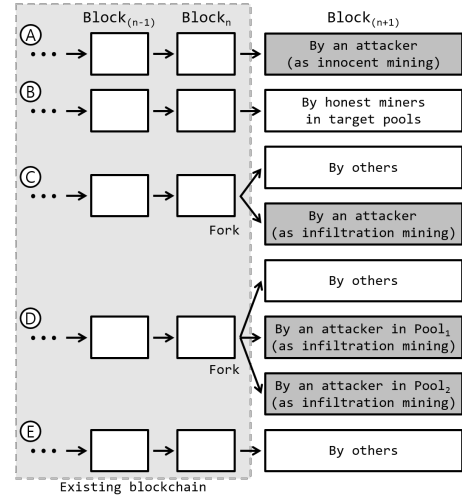 Block(n-1) Block n Block(n+1)
A
By an attacker
(as innocent mining)
B
By honest miners
in target pools
C
By others
By an attacker
(as infiltration mining)
Fork
D
By others
By an attacker in Pool1
(as infiltration mining)
Fork
By an attacker in Pool2
(as infiltration mining)
E
By others
Existing blockchain